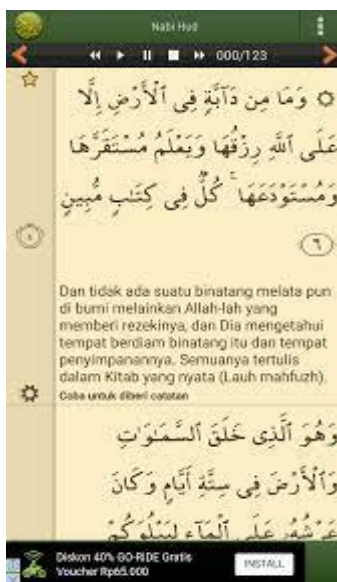 Nabi Hud
000/123
۞ وَمَا مِن دَآبَّةٍ فِى ٱلْأَرْضِ إِلَّا
عَلَى ٱللَّهِ رِزْقُهَا وَيَعْلَمُ مُسْتَقَرَّهَا
وَمُسْتَوْدَعَهَا ۚ كُلٌّ فِى كِتَٰبٍ مُّبِينٍ
٦
Dan tidak ada suatu binatang melata pun
di bumi melainkan Allah-lah yang
memberi rezekinya, dan Dia mengetahui
tempat berdiam binatang itu dan tempat
penyimpanannya. Semuanya tertulis
dalam Kitab yang nyata (Lauh mahfuzh).
Coba untuk diberi catatan
وَهُوَ ٱلَّذِى خَلَقَ ٱلسَّمَٰوَٰتِ
وَٱلْأَرْضَ فِى سِتَّةِ أَيَّامٍ وَكَانَ
عَرْشُهُۥ عَلَى ٱلْمَآءِ لِيَبْلُوَكُمْ
Diskon 40% GO-RIDE Gratis
Voucher Rp65.000
INSTALL